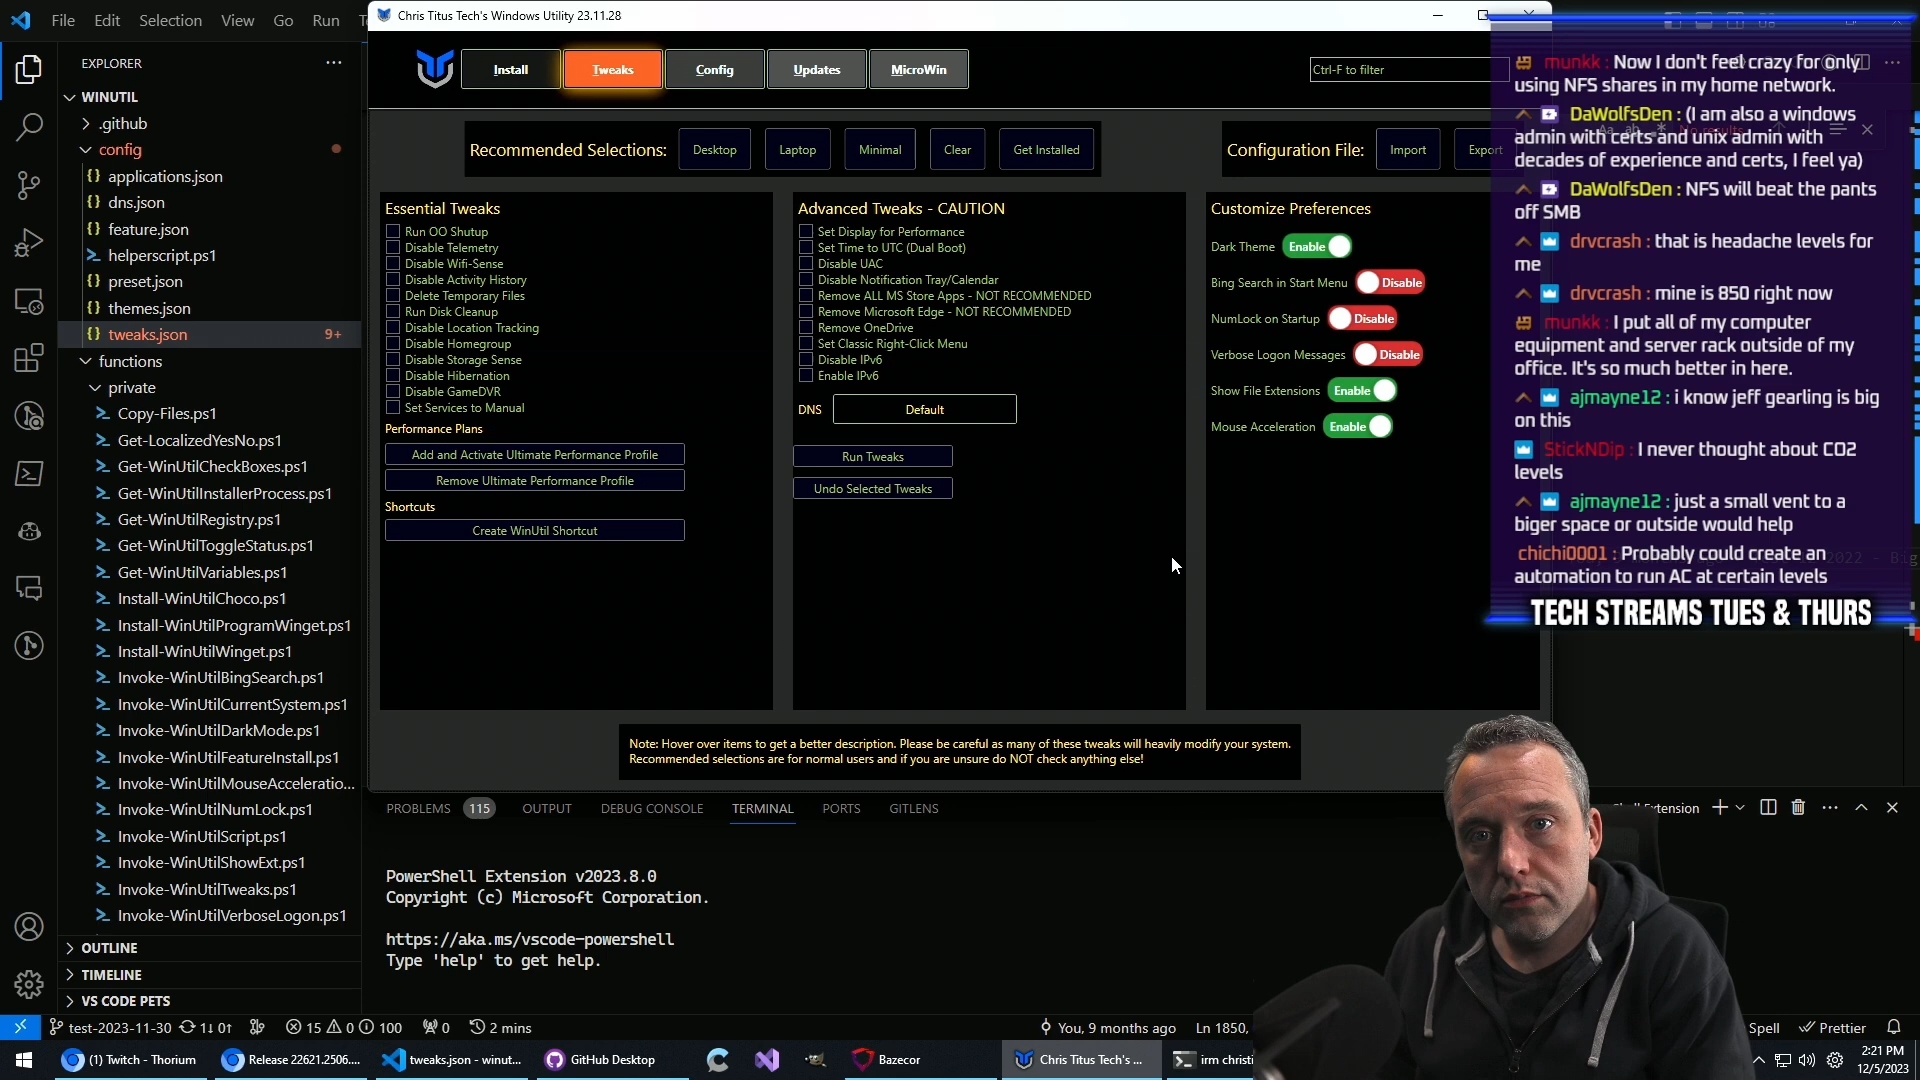 File Edit Selection View Go Run
Chris Titus Tech's Windows Utility 23.11.28
EXPLORER
WINUTIL
.github
config
applications.json
dns.json
feature.json
helperscript.ps1
preset.json
themes.json
tweaks.json 9+
functions
private
Copy-Files.ps1
Get-LocalizedYesNo.ps1
Get-WinUtilCheckBoxes.ps1
Get-WinUtilInstallerProcess.ps1
Get-WinUtilRegistry.ps1
Get-WinUtilToggleStatus.ps1
Get-WinUtilVariables.ps1
Install-WinUtilChoco.ps1
Install-WinUtilProgramWinget.ps1
Install-WinUtilWinget.ps1
Invoke-WinUtilBingSearch.ps1
Invoke-WinUtilCurrentSystem.ps1
Invoke-WinUtilDarkMode.ps1
Invoke-WinUtilFeatureInstall.ps1
Invoke-WinUtilMouseAcceleratio...
Invoke-WinUtilNumLock.ps1
Invoke-WinUtilScript.ps1
Invoke-WinUtilShowExt.ps1
Invoke-WinUtilTweaks.ps1
Invoke-WinUtilVerboseLogon.ps1
OUTLINE
TIMELINE
VS CODE PETS
Install Tweaks Config Updates MicroWin
Ctrl-F to filter
Recommended Selections: Desktop Laptop Minimal Clear Get Installed
Configuration File: Import Export
Essential Tweaks
Run OO Shutup
Disable Telemetry
Disable Wifi-Sense
Disable Activity History
Delete Temporary Files
Run Disk Cleanup
Disable Location Tracking
Disable Homegroup
Disable Storage Sense
Disable Hibernation
Disable GameDVR
Set Services to Manual
Performance Plans
Add and Activate Ultimate Performance Profile
Remove Ultimate Performance Profile
Shortcuts
Create WinUtil Shortcut
Advanced Tweaks - CAUTION
Set Display for Performance
Set Time to UTC (Dual Boot)
Disable UAC
Disable Notification Tray/Calendar
Remove ALL MS Store Apps - NOT RECOMMENDED
Remove Microsoft Edge - NOT RECOMMENDED
Remove OneDrive
Set Classic Right-Click Menu
Disable IPv6
Enable IPv6
DNS Default
Run Tweaks
Undo Selected Tweaks
Customize Preferences
Dark Theme Enable
Bing Search in Start Menu Disable
NumLock on Startup Disable
Verbose Logon Messages Disable
Show File Extensions Enable
Mouse Acceleration Enable
Note: Hover over items to get a better description. Please be careful as many of these tweaks will heavily modify your system.
Recommended selections are for normal users and if you are unsure do NOT check anything else!
munkk : Now I don't feel crazy for only
using NFS shares in my home network.
DaWolfsDen : (I am also a windows
admin with certs and unix admin with
decades of experience and certs, I feel ya)
DaWolfsDen : NFS will beat the pants
off SMB
drvcrash : that is headache levels for
me
drvcrash : mine is 850 right now
munkk : I put all of my computer
equipment and server rack outside of my
office. It's so much better in here.
ajmayne12 : i know jeff gearling is big
on this
StickNDip : I never thought about CO2
levels
ajmayne12 : just a small vent to a
biger space or outside would help
chichi0001 : Probably could create an
automation to run AC at certain levels
TECH STREAMS TUES & THURS
PROBLEMS 115 OUTPUT DEBUG CONSOLE TERMINAL PORTS GITLENS
PowerShell Extension v2023.8.0
Copyright (c) Microsoft Corporation.
https://aka.ms/vscode-powershell
Type 'help' to get help.
test-2023-11-30 1↓ 0↑ 15 0 100 0 2 mins
You, 9 months ago Ln 1850, Spell Prettier
(1) Twitch - Thorium
Release 22621.2506....
tweaks.json - winut...
GitHub Desktop
Bazecor
Chris Titus Tech's ...
irm christi
2:21 PM
12/5/2023